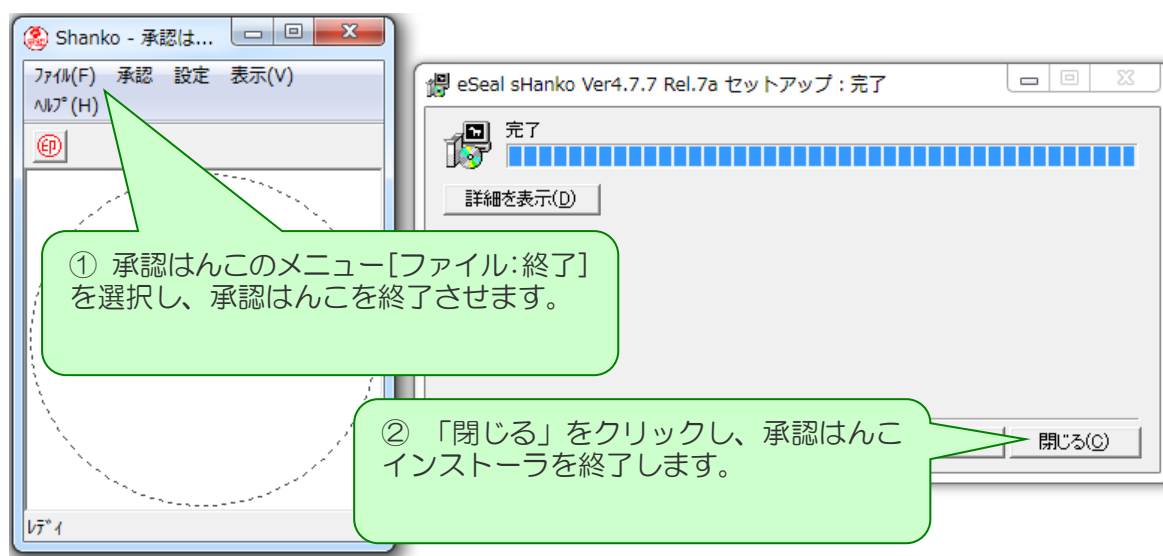 Shanko - 承認は...
ﾌｧｲﾙ(F) 承認 設定 表示(V)
ﾍﾙﾌﾟ(H)
印
① 承認はんこのメニュー[ファイル:終了]
を選択し、承認はんこを終了させます。
ﾚﾃﾞｨ
eSeal sHanko Ver4.7.7 Rel.7a セットアップ : 完了
完了
詳細を表示(D)
② 「閉じる」をクリックし、承認はんこ
インストーラを終了します。
閉じる(C)